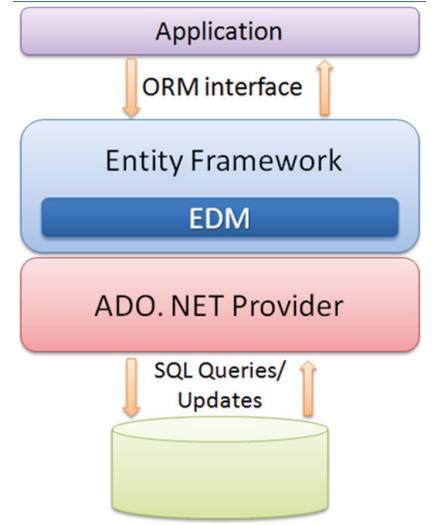 Application
ORM interface
Entity Framework
EDM
ADO. NET Provider
SQL Queries/
Updates